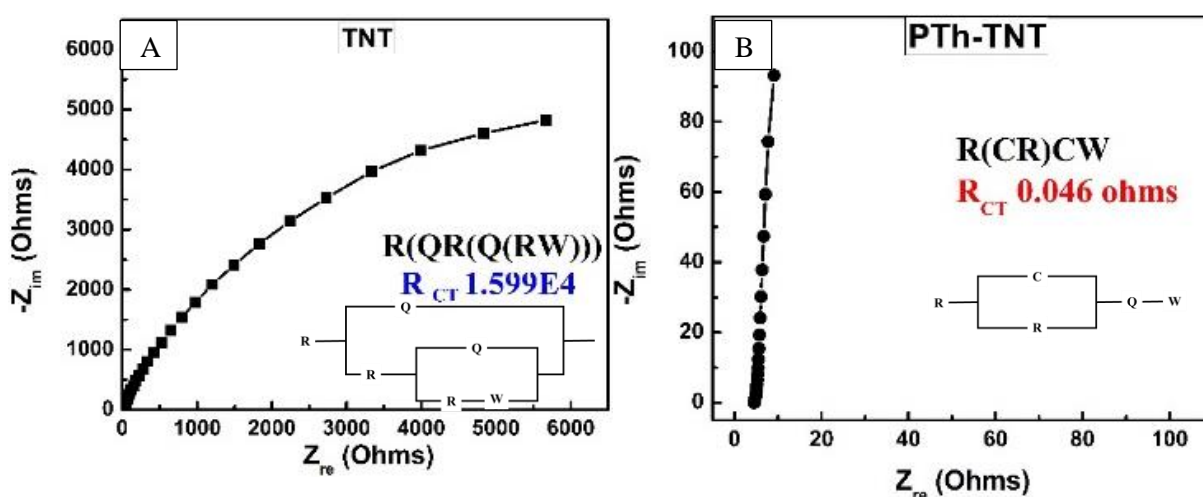 A
TNT
6000
5000
4000
3000
2000
1000
0
-Z_im (Ohms)
R(QR(Q(RW)))
R_CT 1.599E4
Q
R
Q
R
R W
0 1000 2000 3000 4000 5000 6000
Z_re (Ohms)
B
PTh-TNT
100
80
60
40
20
0
-Z_im (Ohms)
R(CR)CW
R_CT 0.046 ohms
C
R Q W
R
0 20 40 60 80 100
Z_re (Ohms)